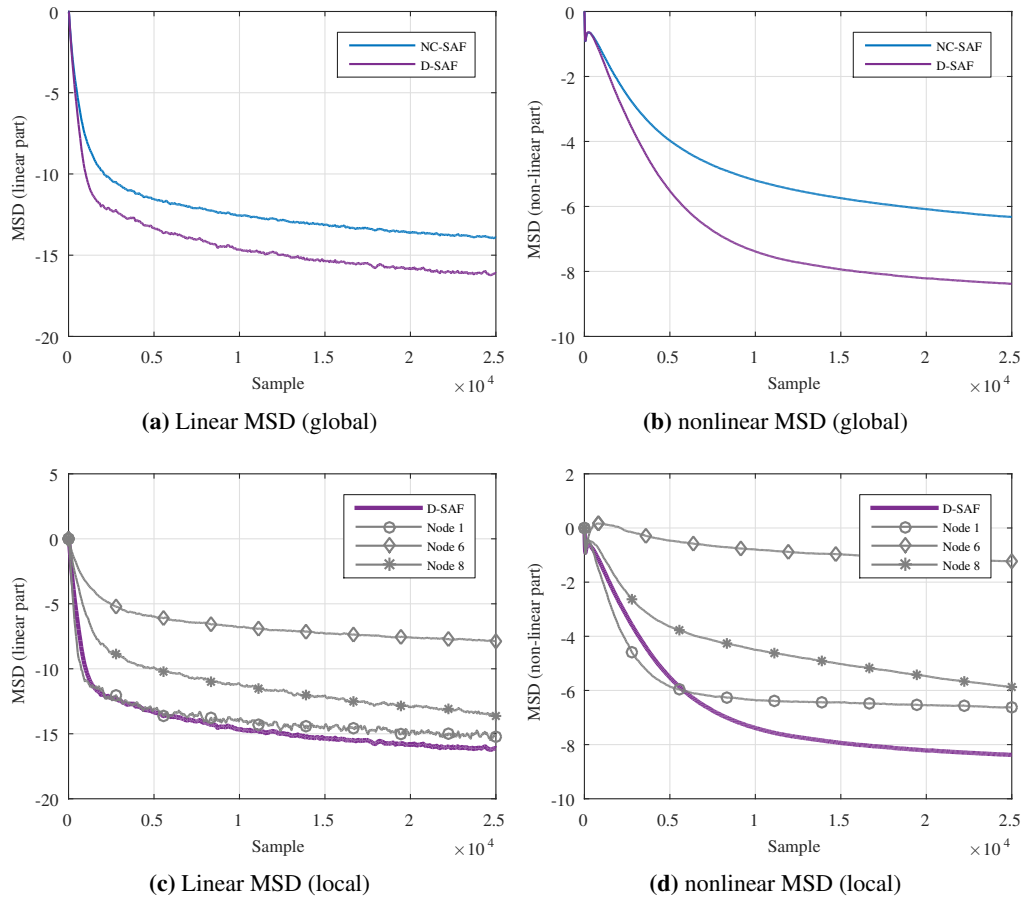 MSD (linear part)
0
-5
-10
-15
-20
NC-SAF
D-SAF
0 0.5 1 1.5 2 2.5
Sample
×10 4
(a) Linear MSD (global)
MSD (non-linear part)
0
-2
-4
-6
-8
-10
NC-SAF
D-SAF
0 0.5 1 1.5 2 2.5
Sample
×10 4
(b) nonlinear MSD (global)
MSD (linear part)
5
0
-5
-10
-15
-20
D-SAF
Node 1
Node 6
Node 8
0 0.5 1 1.5 2 2.5
Sample
×10 4
(c) Linear MSD (local)
MSD (non-linear part)
2
0
-2
-4
-6
-8
-10
D-SAF
Node 1
Node 6
Node 8
0 0.5 1 1.5 2 2.5
Sample
×10 4
(d) nonlinear MSD (local)